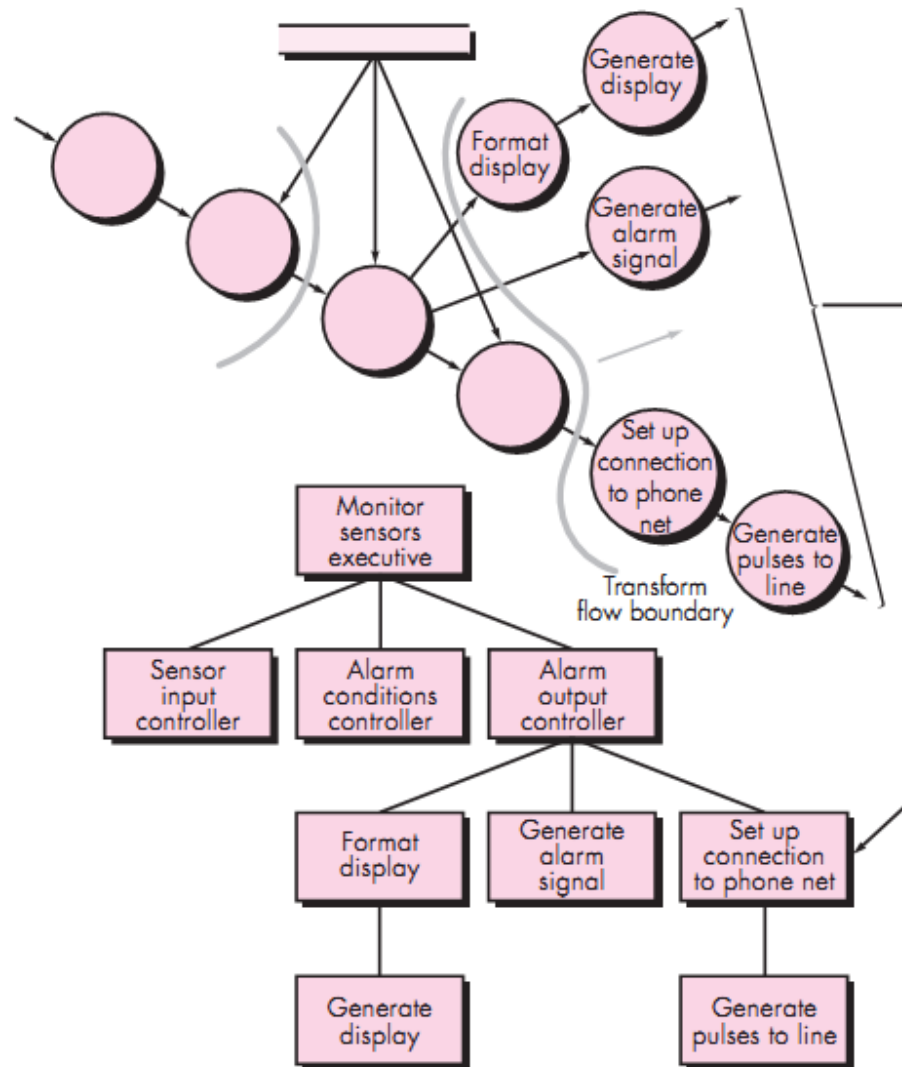 Generate
display
Format
display
Generate
alarm
signal
Set up
connection
to phone
net
Generate
pulses to
line
Transform
flow boundary
Monitor
sensors
executive
Sensor
input
controller
Alarm
conditions
controller
Alarm
output
controller
Format
display
Generate
alarm
signal
Set up
connection
to phone net
Generate
display
Generate
pulses to line